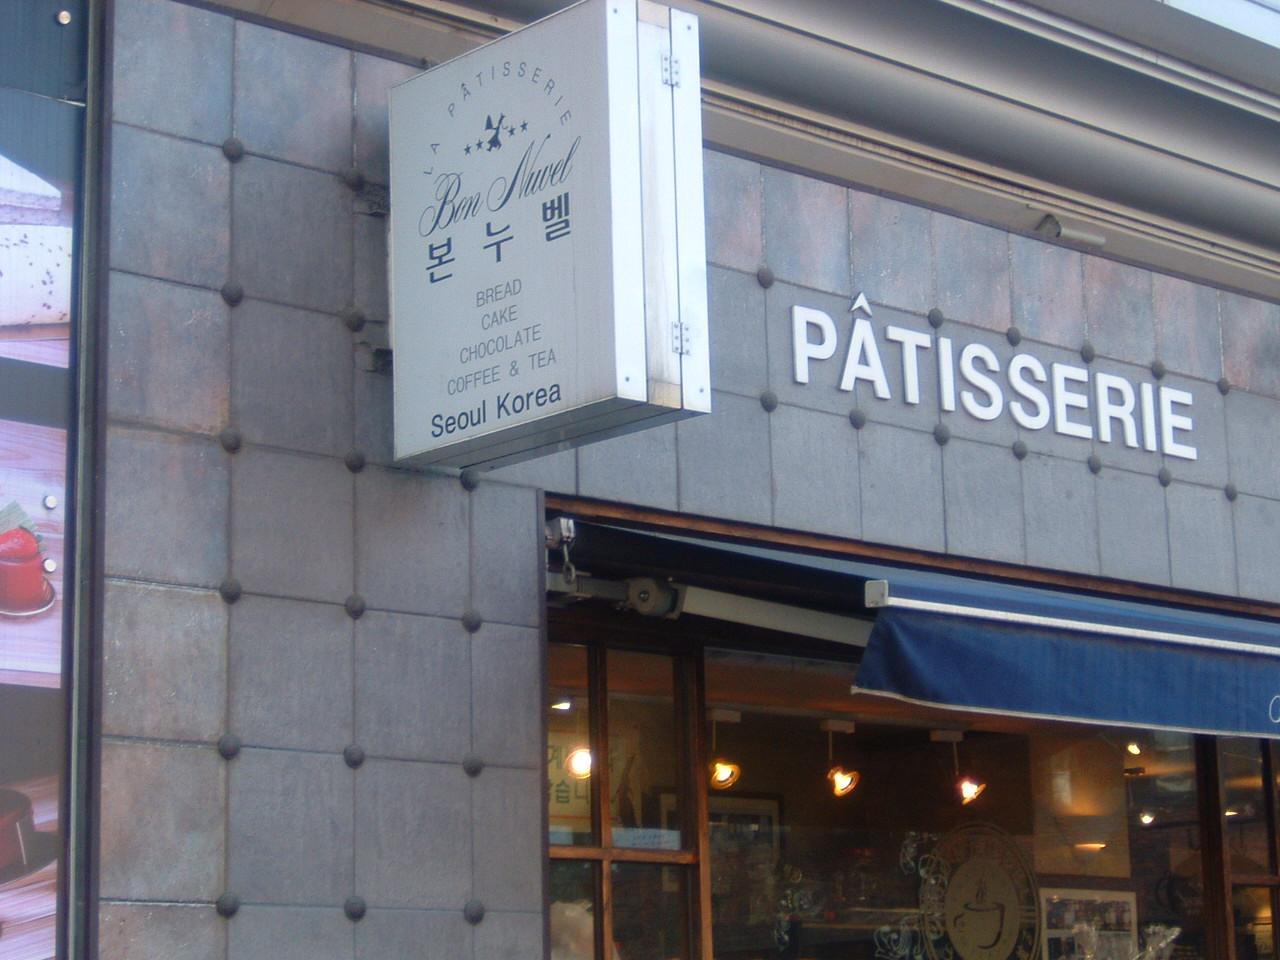 LA PÂTISSERIE
Bon Nuvel
본누벨
BREAD
CAKE
CHOCOLATE
COFFEE & TEA
Seoul Korea
PÂTISSERIE